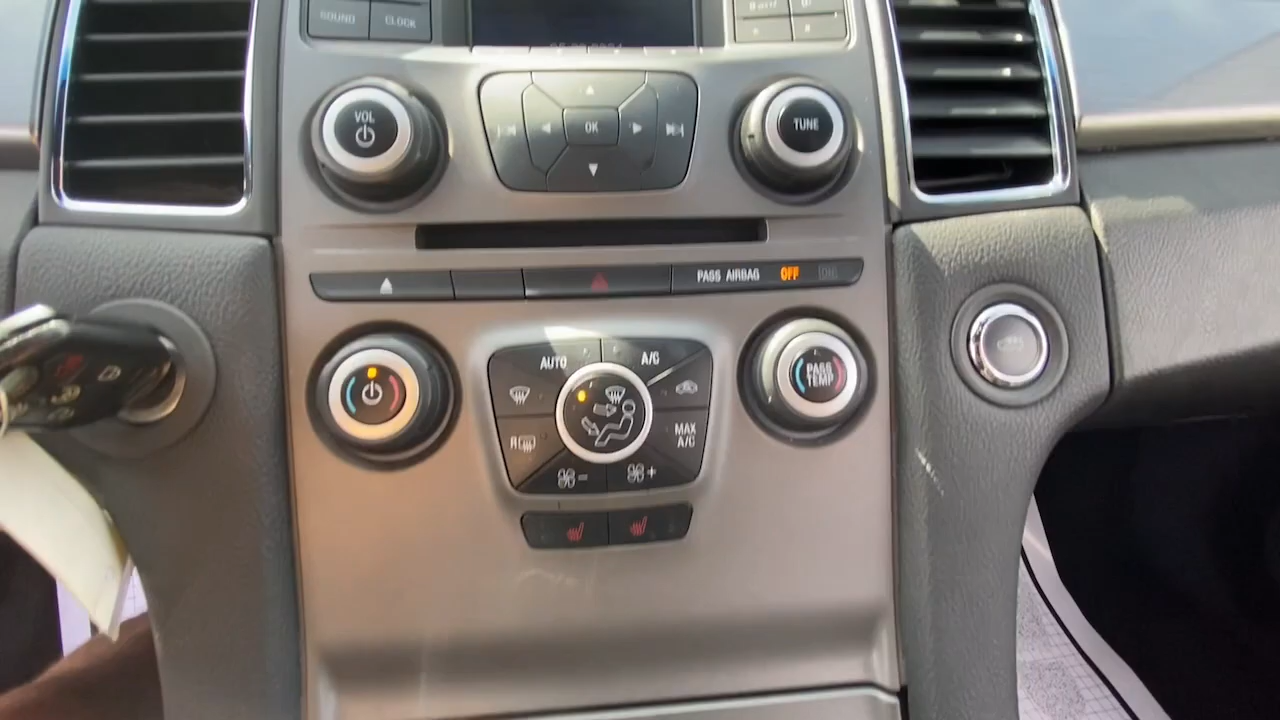 SOUND
CLOCK
VOL
OK
TUNE
PASS AIRBAG OFF
AUTO
A/C
PASS
TEMP
R
MAX
A/C
-
+